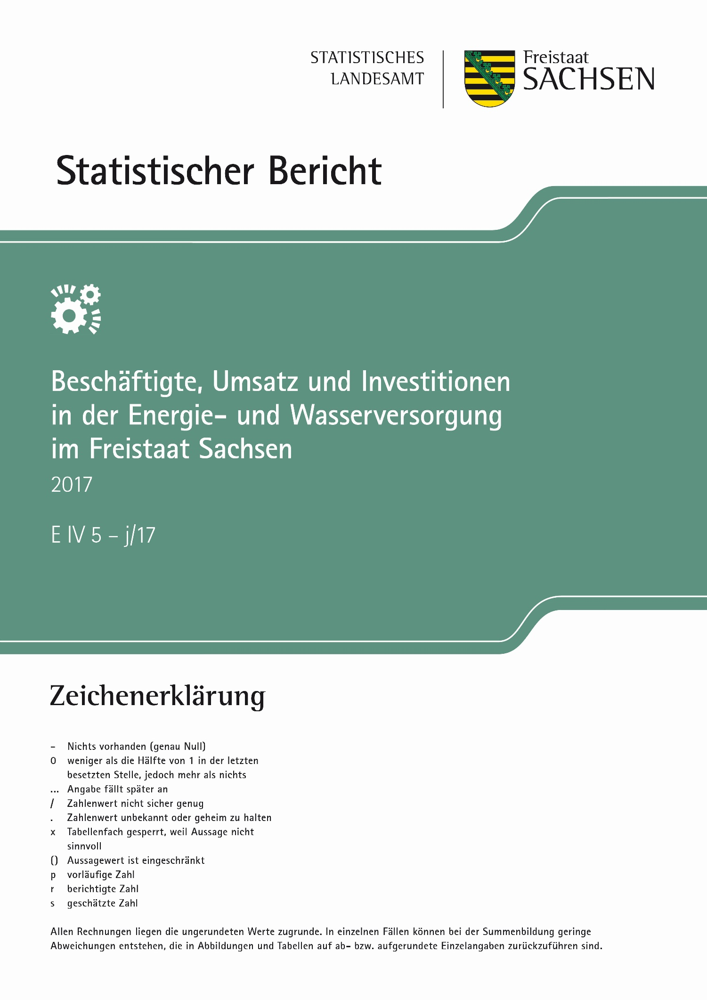 STATISTISCHES
LANDESAMT
Freistaat
SACHSEN
Statistischer Bericht
Beschäftigte, Umsatz und Investitionen
in der Energie- und Wasserversorgung
im Freistaat Sachsen
2017
E IV 5 – j/17
Zeichenerklärung
- Nichts vorhanden (genau Null)
0 weniger als die Hälfte von 1 in der letzten
besetzten Stelle, jedoch mehr als nichts
... Angabe fällt später an
/ Zahlenwert nicht sicher genug
. Zahlenwert unbekannt oder geheim zu halten
x Tabellenfach gesperrt, weil Aussage nicht
sinnvoll
() Aussagewert ist eingeschränkt
p vorläufige Zahl
r berichtigte Zahl
s geschätzte Zahl
Allen Rechnungen liegen die ungerundeten Werte zugrunde. In einzelnen Fällen können bei der Summenbildung geringe
Abweichungen entstehen, die in Abbildungen und Tabellen auf ab- bzw. aufgerundete Einzelangaben zurückzuführen sind.